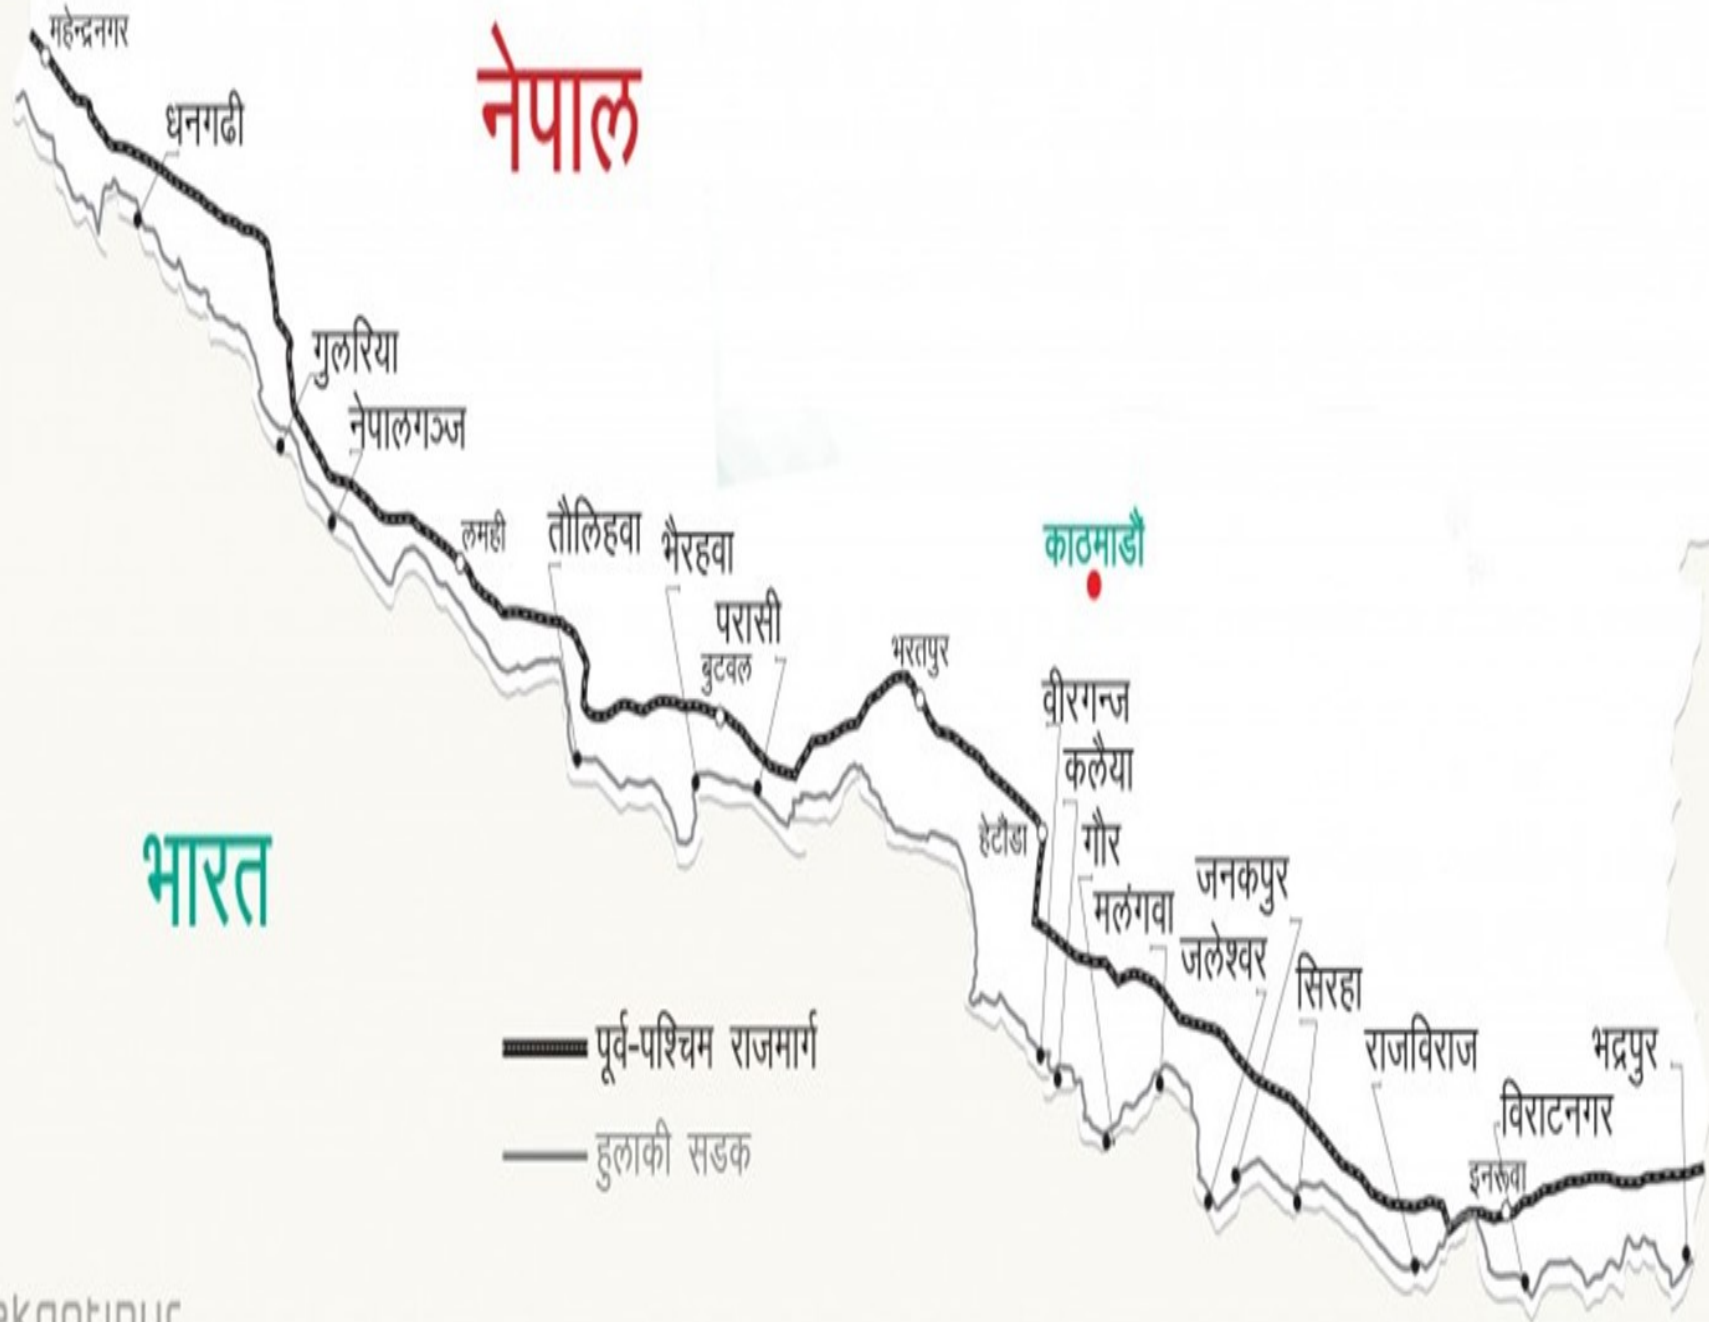 महेन्द्रनगर
नेपाल
धनगढी
गुलरिया
नेपालगञ्ज
लमही
तौलिहवा
भैरहवा
काठमाडौं
परासी
बुटवल
भरतपुर
वीरगन्ज
कलैया
हेटौंडा
गौर
भारत
जनकपुर
मलंगवा
जलेश्वर
सिरहा
पूर्व-पश्चिम राजमार्ग
राजविराज
भद्रपुर
विराटनगर
हुलाकी सडक
इनरूवा
ekantipur